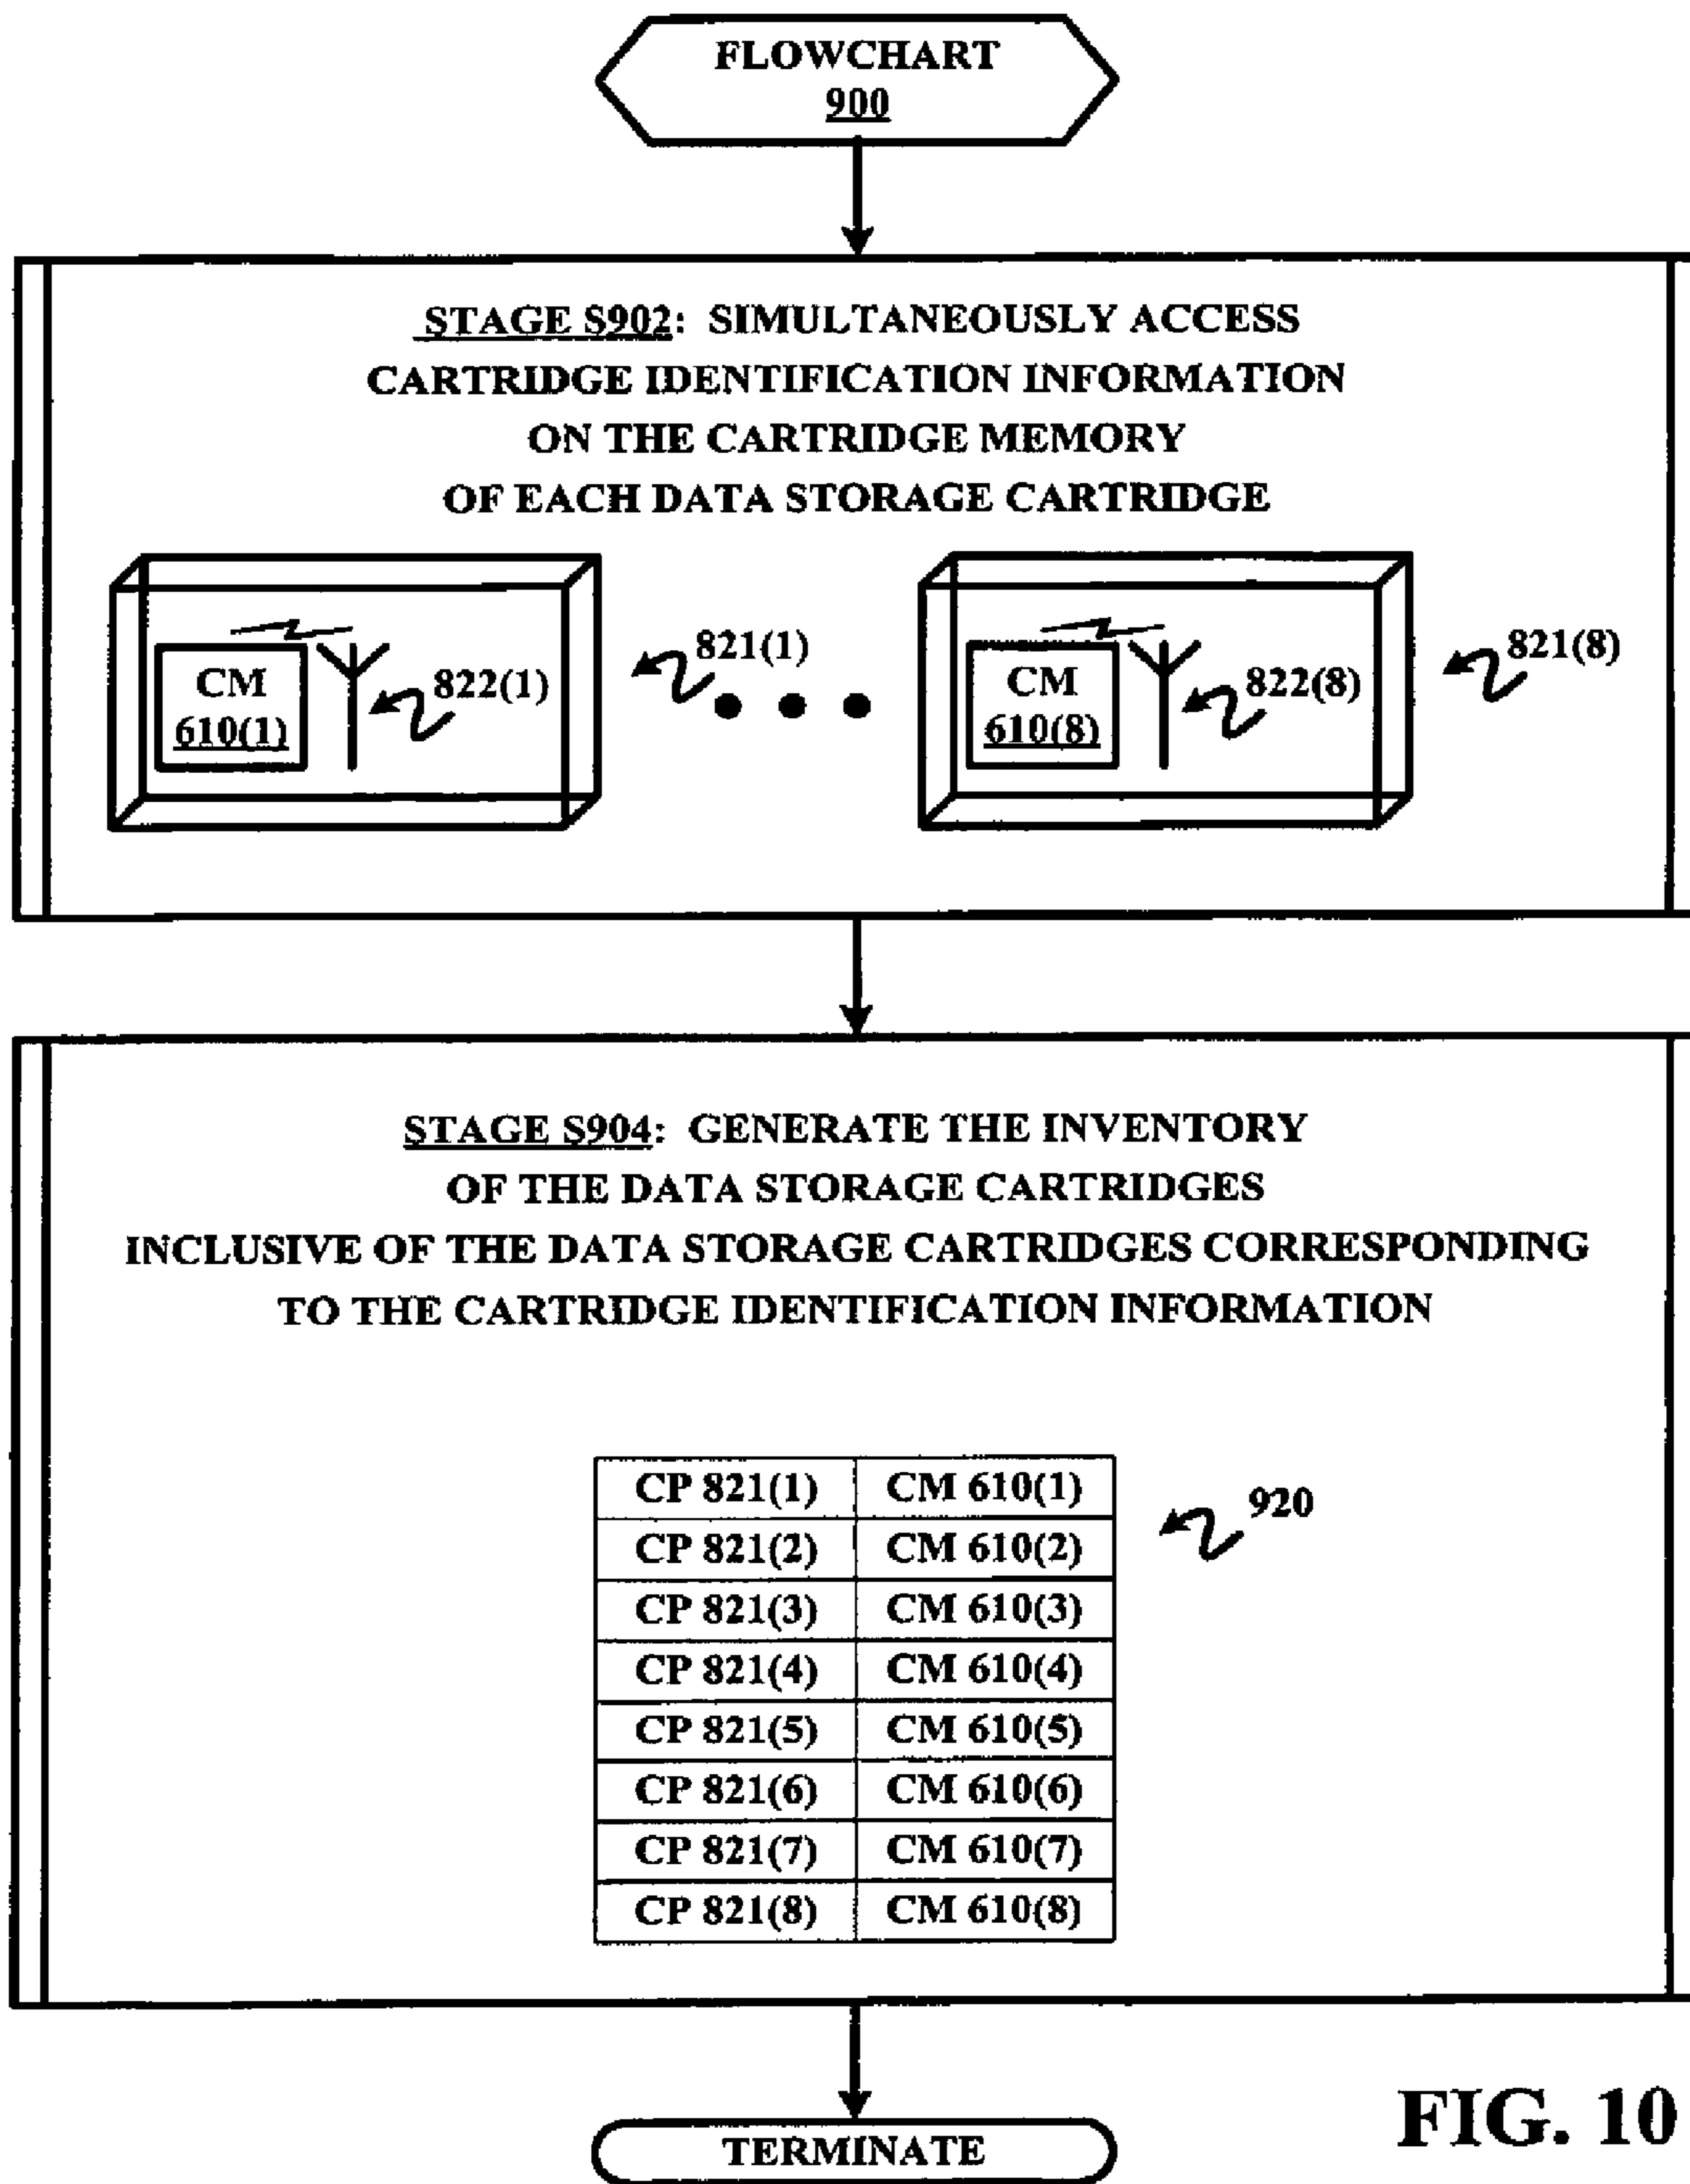 FLOWCHART
900
STAGE S902: SIMULTANEOUSLY ACCESS
CARTRIDGE IDENTIFICATION INFORMATION
ON THE CARTRIDGE MEMORY
OF EACH DATA STORAGE CARTRIDGE
CM
610(1)
822(1)
821(1)
CM
610(8)
822(8)
821(8)
STAGE S904: GENERATE THE INVENTORY
OF THE DATA STORAGE CARTRIDGES
INCLUSIVE OF THE DATA STORAGE CARTRIDGES CORRESPONDING
TO THE CARTRIDGE IDENTIFICATION INFORMATION
CP 821(1) CM 610(1)
CP 821(2) CM 610(2)
CP 821(3) CM 610(3)
CP 821(4) CM 610(4)
CP 821(5) CM 610(5)
CP 821(6) CM 610(6)
CP 821(7) CM 610(7)
CP 821(8) CM 610(8)
920
TERMINATE
FIG. 10